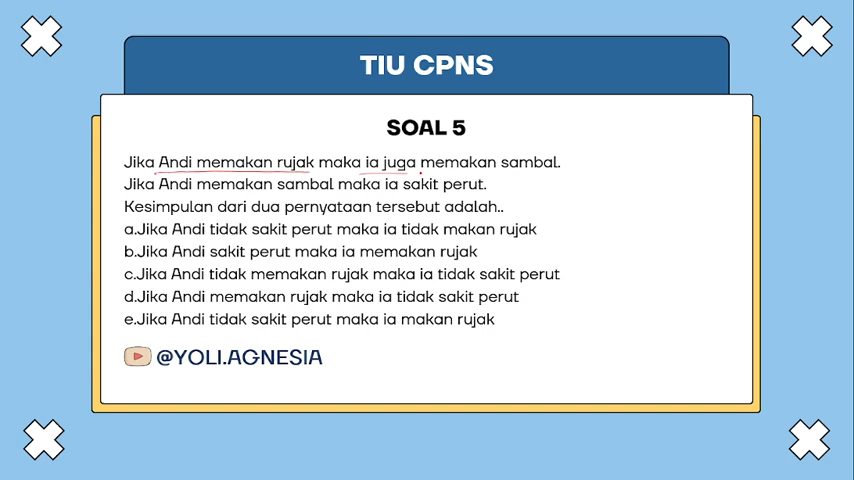 TIU CPNS
SOAL 5
Jika Andi memakan rujak maka ia juga memakan sambal.
Jika Andi memakan sambal maka ia sakit perut.
Kesimpulan dari dua pernyataan tersebut adalah..
a.Jika Andi tidak sakit perut maka ia tidak makan rujak
b.Jika Andi sakit perut maka ia memakan rujak
c.Jika Andi tidak memakan rujak maka ia tidak sakit perut
d.Jika Andi memakan rujak maka ia tidak sakit perut
e.Jika Andi tidak sakit perut maka ia makan rujak
@YOLI.AGNESIA